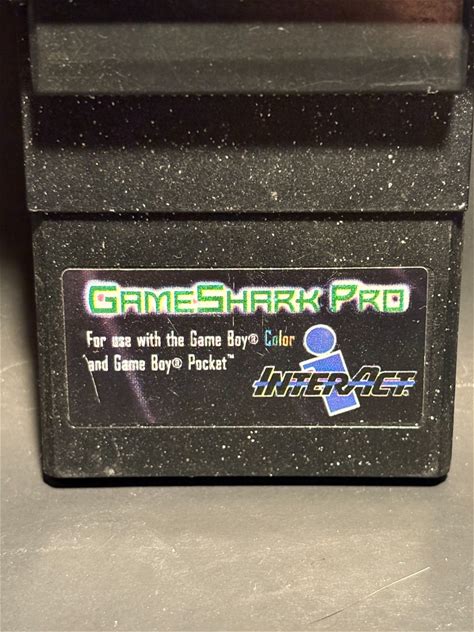 GameShark Pro
For use with the Game Boy® Color
and Game Boy® Pocket™
i
InterAct®